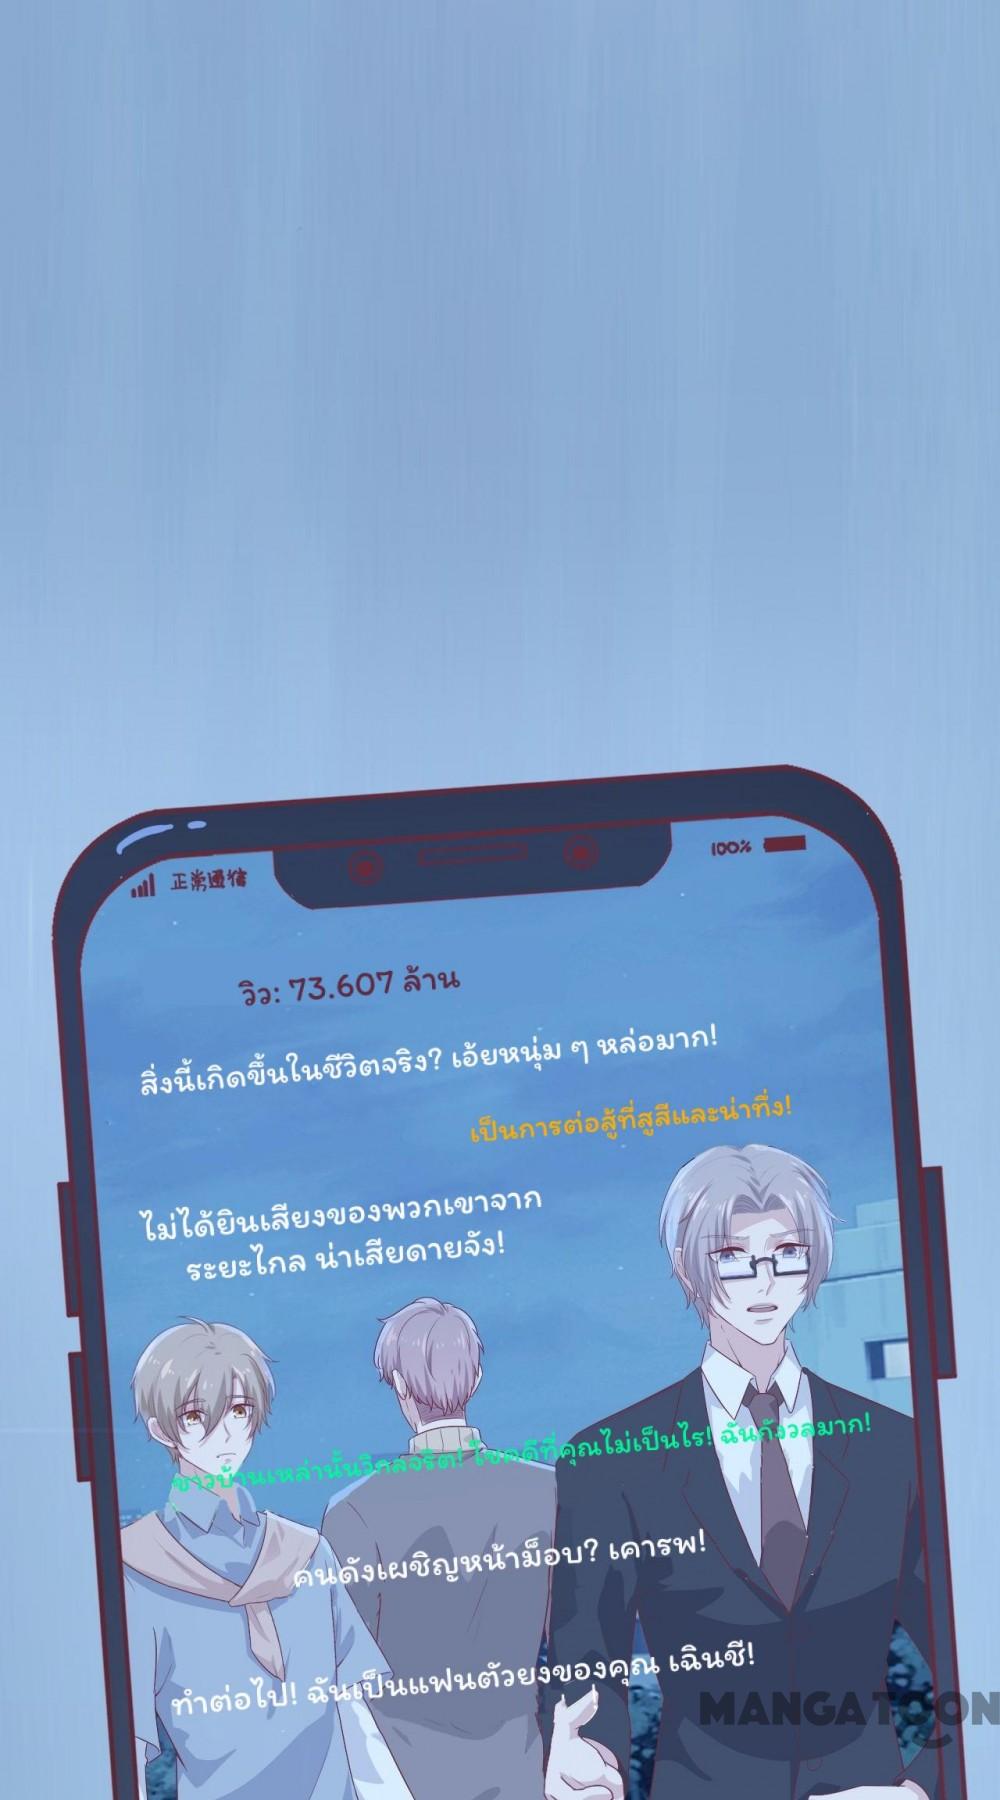 正常通信
100%
วิว: 73.607 ล้าน
สิ่งนี้เกิดขึ้นในชีวิตจริง? เอ้ยหนุ่ม ๆ หล่อมาก!
เป็นการต่อสู้ที่สูสีและน่าทึ่ง!
ไม่ได้ยินเสียงของพวกเขาจาก
ระยะไกล น่าเสียดายจัง!
ชาวบ้านเหล่านั้นวิกลจริต! โชคดีที่คุณไม่เป็นไร! ฉันกังวลมาก!
คนดังเผชิญหน้าม็อบ? เคารพ!
ทำต่อไป! ฉันเป็นแฟนตัวยงของคุณ เฉินชี!
MANGATOON